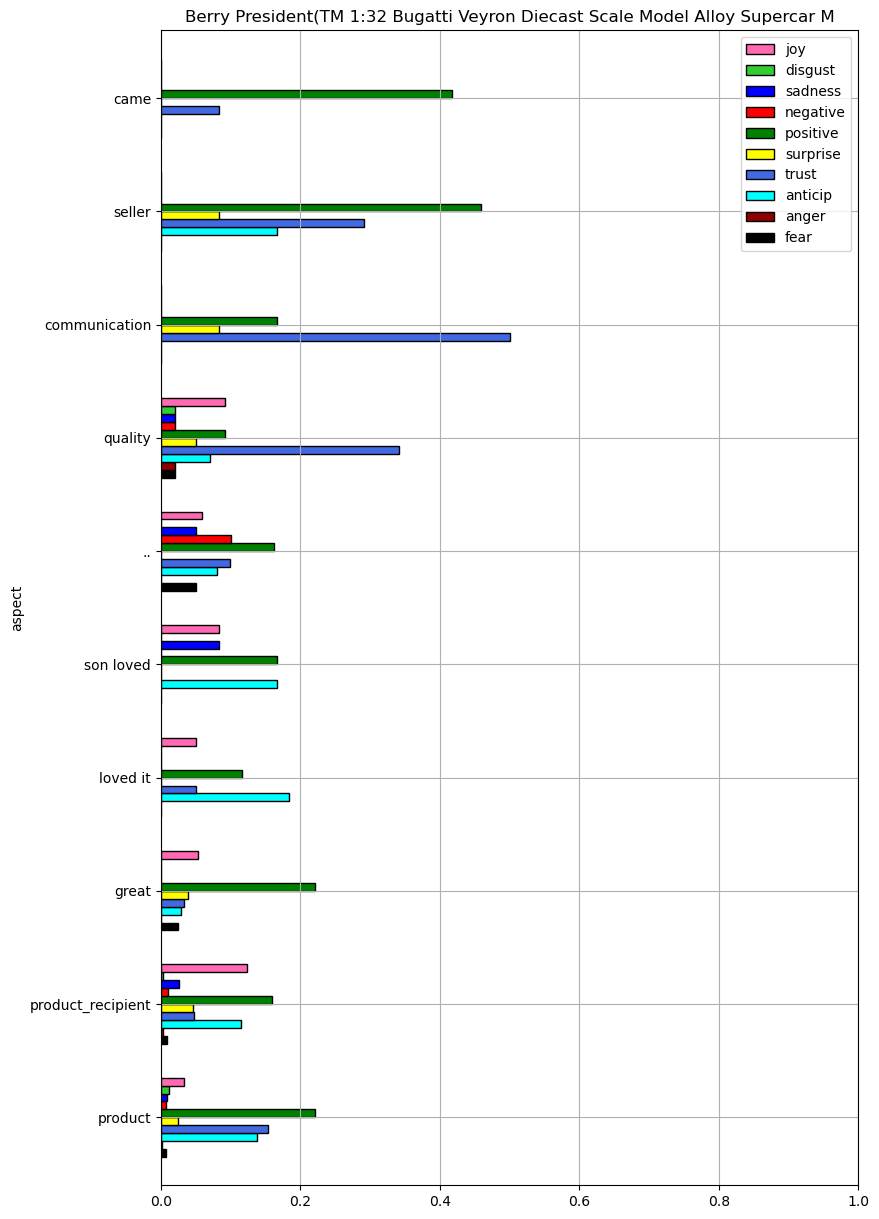 Berry President(TM 1:32 Bugatti Veyron Diecast Scale Model Alloy Supercar M
joy
disgust
sadness
negative
positive
surprise
trust
anticip
anger
fear
came
seller
communication
quality
..
son loved
loved it
great
product_recipient
product
aspect
0.0 0.2 0.4 0.6 0.8 1.0